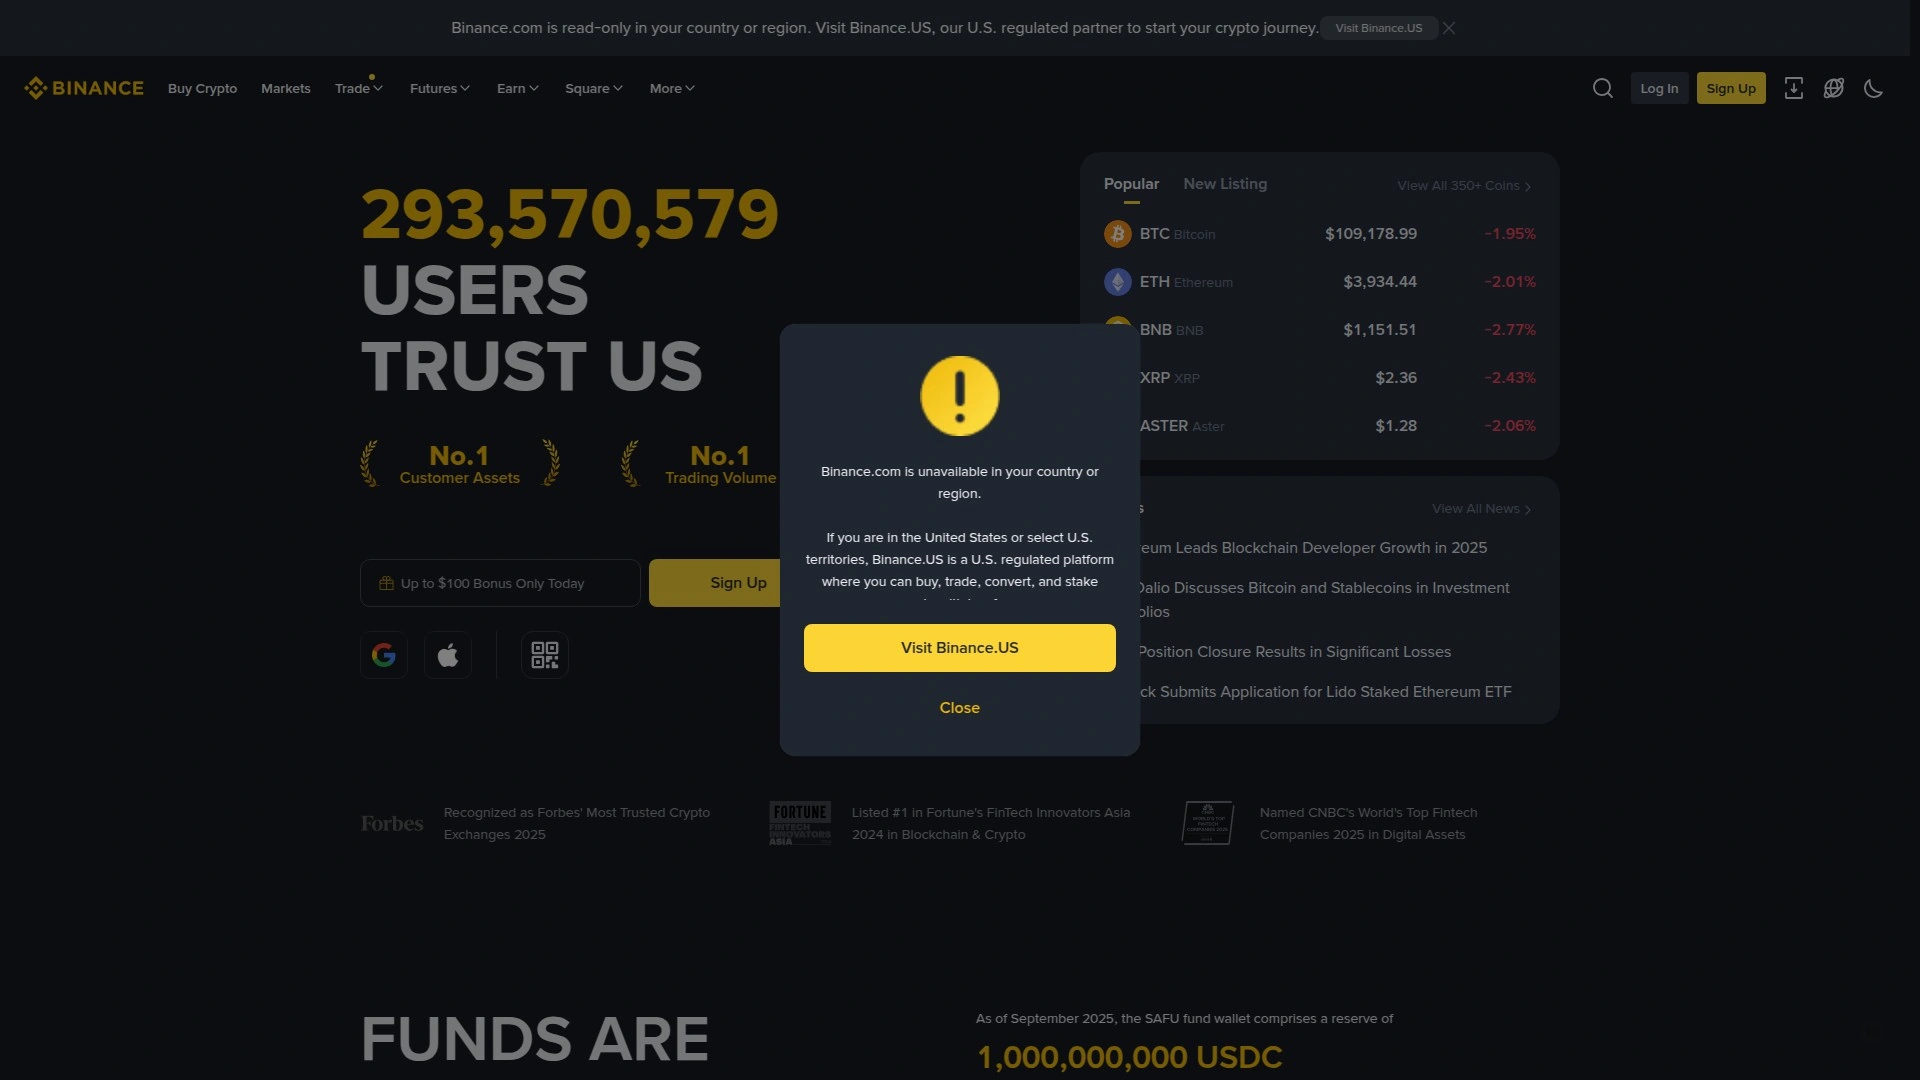 Binance.com is read-only in your country or region. Visit Binance.US, our U.S. regulated partner to start your crypto journey. Visit Binance.US
BINANCE Buy Crypto Markets Trade Futures Earn Square More Log In Sign Up
293,570,579
USERS
TRUST US
No.1
Customer Assets
No.1
Trading Volume
Up to $100 Bonus Only Today Sign Up
Popular New Listing View All 350+ Coins
BTC Bitcoin $109,178.99 -1.95%
ETH Ethereum $3,934.44 -2.01%
BNB BNB $1,151.51 -2.77%
XRP XRP $2.36 -2.43%
ASTER Aster $1.28 -2.06%
View All News
eum Leads Blockchain Developer Growth in 2025
Dalio Discusses Bitcoin and Stablecoins in Investment
olios
Position Closure Results in Significant Losses
ck Submits Application for Lido Staked Ethereum ETF
Binance.com is unavailable in your country or
region.
If you are in the United States or select U.S.
territories, Binance.US is a U.S. regulated platform
where you can buy, trade, convert, and stake
Visit Binance.US
Close
Forbes
Recognized as Forbes' Most Trusted Crypto
Exchanges 2025
FORTUNE
FINTECH
INNOVATORS
ASIA
Listed #1 in Fortune's FinTech Innovators Asia
2024 in Blockchain & Crypto
Named CNBC's World's Top Fintech
Companies 2025 in Digital Assets
FUNDS ARE
As of September 2025, the SAFU fund wallet comprises a reserve of
1,000,000,000 USDC